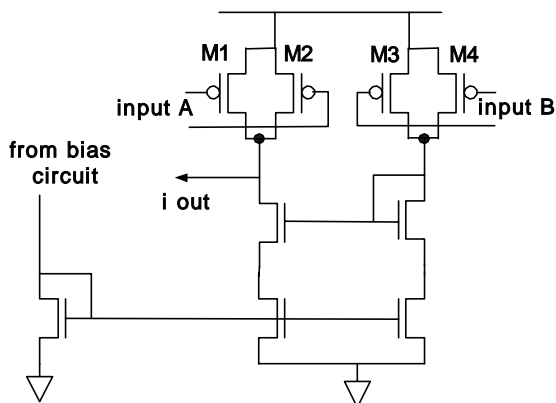 M1 M2 M3 M4
input A input B
from bias
circuit
i out